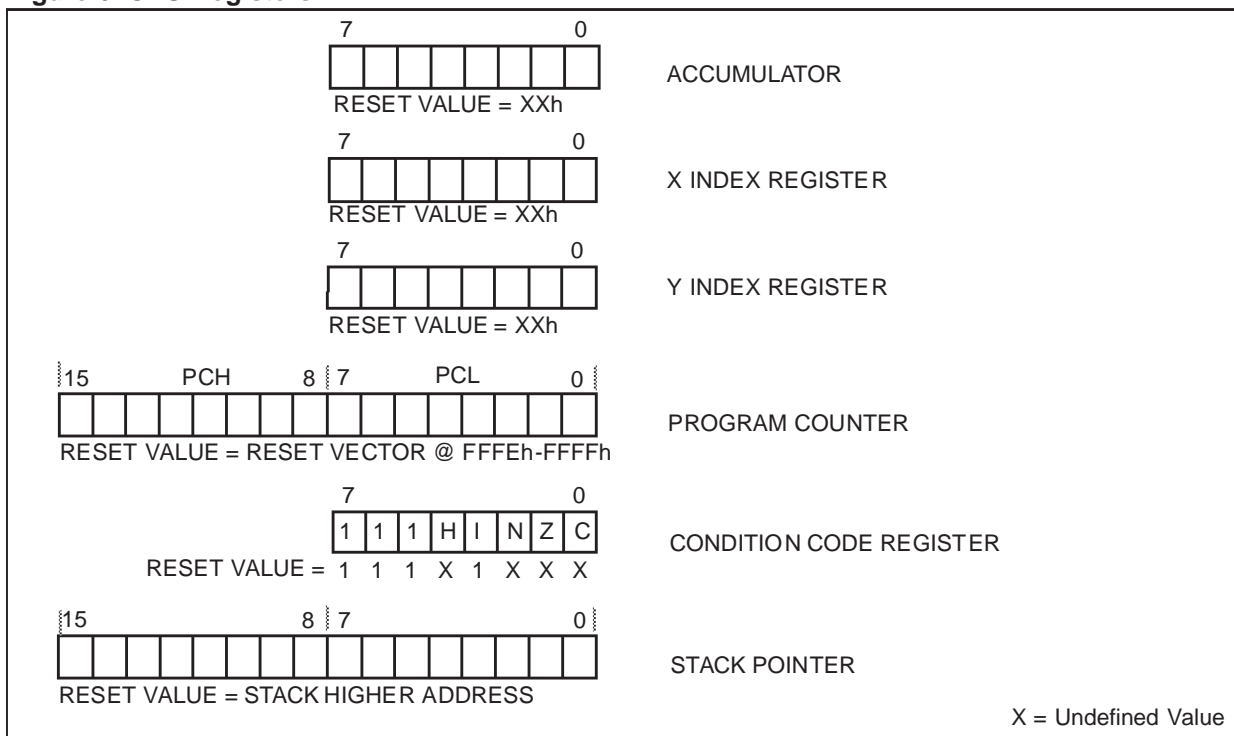 7 0
ACCUMULATOR
RESET VALUE = XXh
7 0
X INDEX REGISTER
RESET VALUE = XXh
7 0
Y INDEX REGISTER
RESET VALUE = XXh
15 PCH 8 7 PCL 0
PROGRAM COUNTER
RESET VALUE = RESET VECTOR @ FFFEh-FFFFh
7 0
1 1 1 H I N Z C
CONDITION CODE REGISTER
RESET VALUE = 1 1 1 X 1 X X X
15 8 7 0
STACK POINTER
RESET VALUE = STACK HIGHER ADDRESS
X = Undefined Value